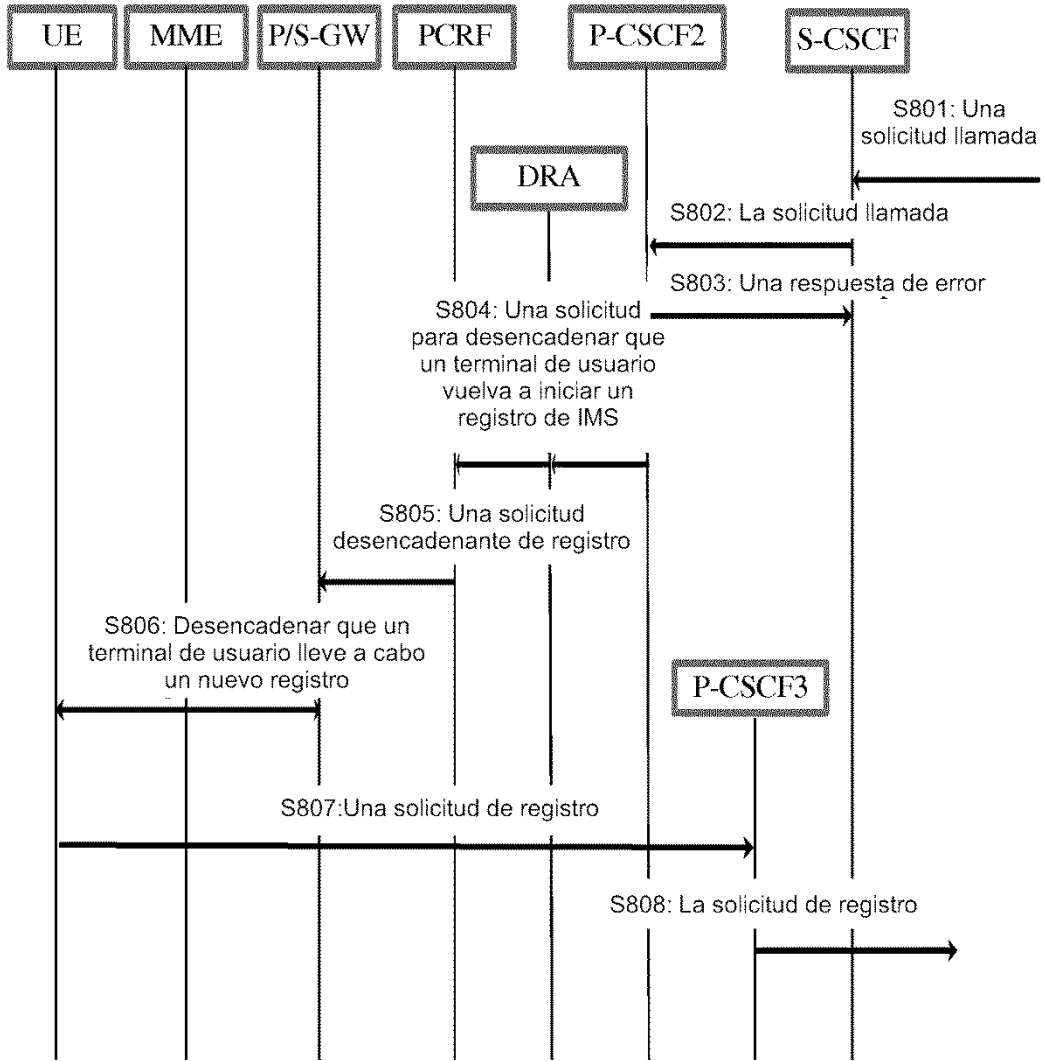 UE
MME
P/S-GW
PCRF
P-CSCF2
S-CSCF
S801: Una
solicitud llamada
DRA
S802: La solicitud llamada
S803: Una respuesta de error
S804: Una solicitud
para desencadenar que
un terminal de usuario
vuelva a iniciar un
registro de IMS
S805: Una solicitud
desencadenante de registro
S806: Desencadenar que un
terminal de usuario lleve a cabo
un nuevo registro
P-CSCF3
S807:Una solicitud de registro
S808: La solicitud de registro